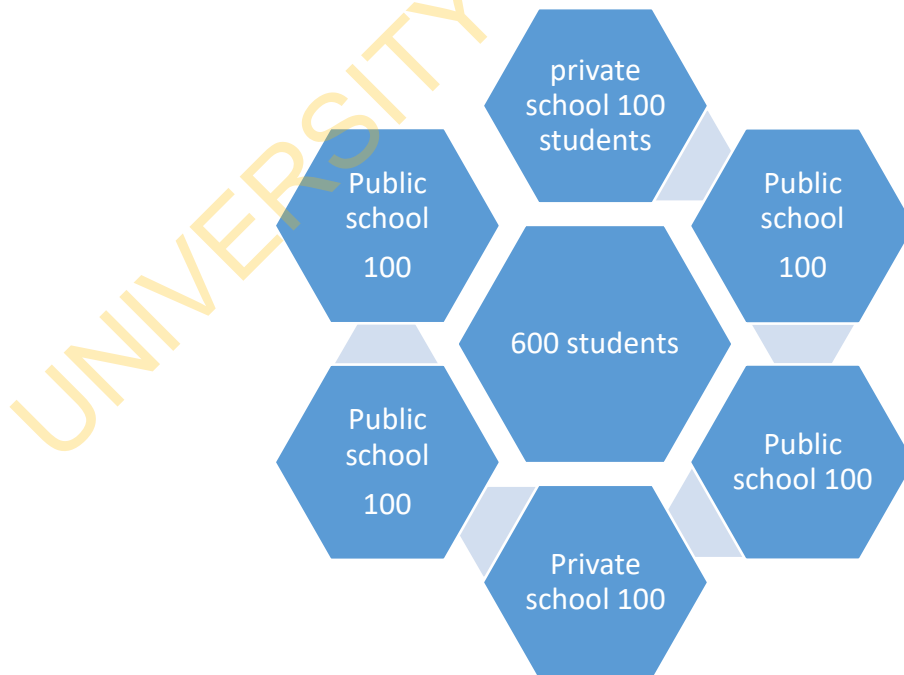 private
school 100
students
Public
school
100
Public
school
100
600 students
Public
school
100
Public
school 100
Private
school 100
UNIVERSITY